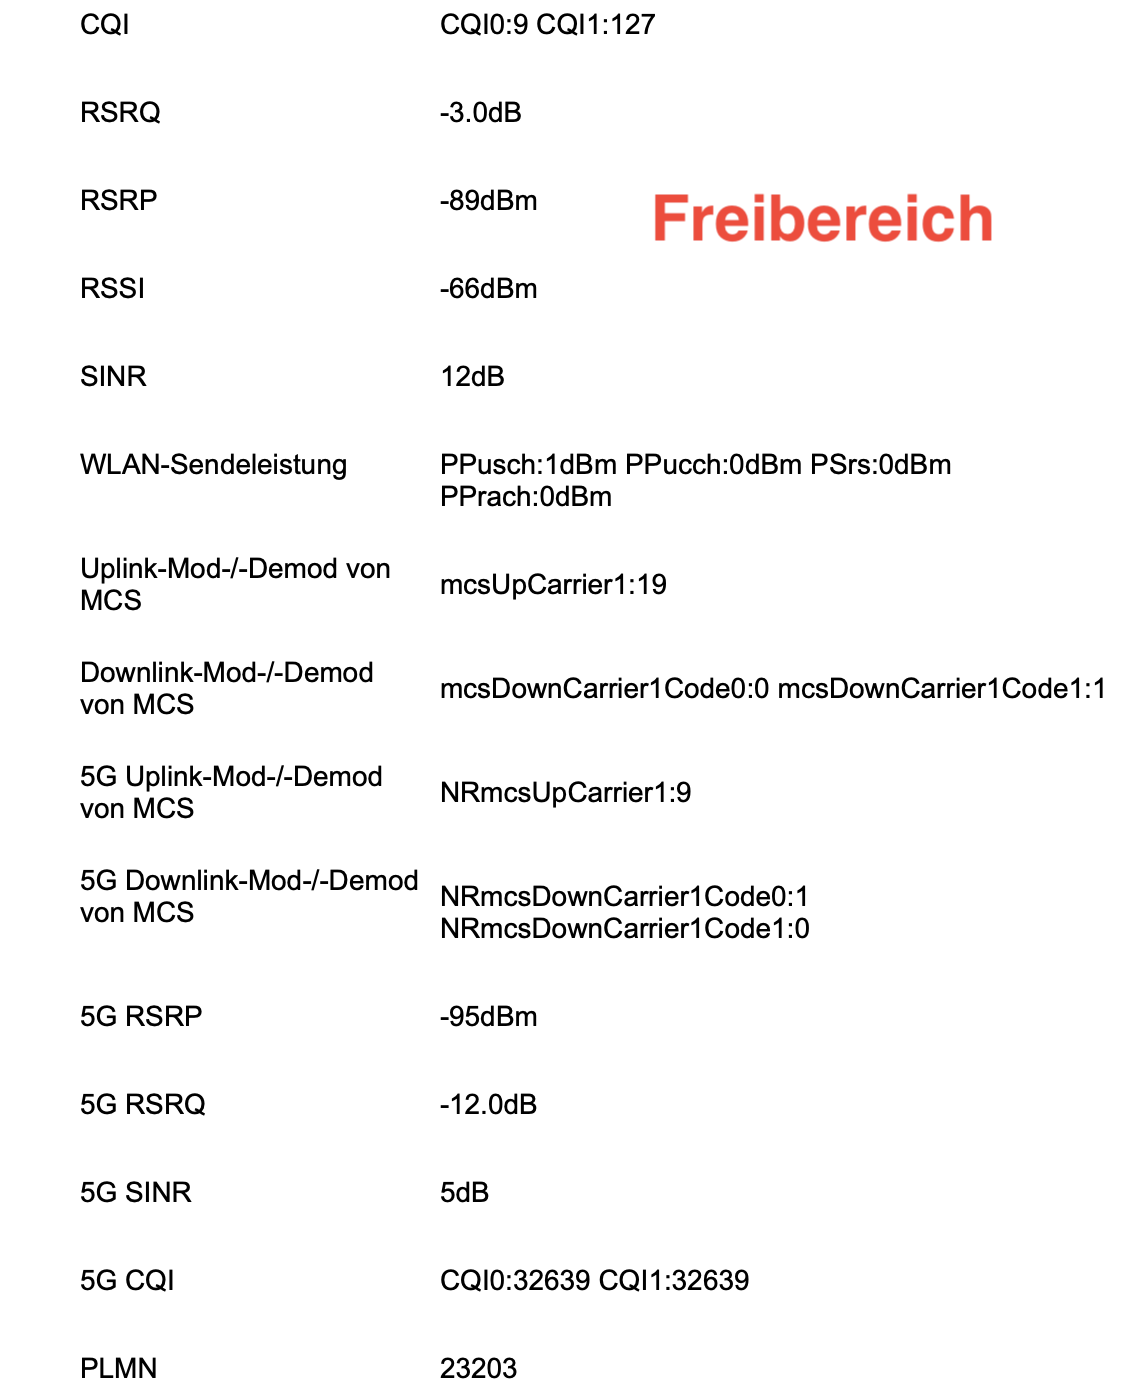 CQI CQI0:9 CQI1:127
RSRQ -3.0dB
RSRP -89dBm
Freibereich
RSSI -66dBm
SINR 12dB
WLAN-Sendeleistung PPusch:1dBm PPucch:0dBm PSrs:0dBm
PPrach:0dBm
Uplink-Mod-/-Demod von
MCS
mcsUpCarrier1:19
Downlink-Mod-/-Demod
von MCS
mcsDownCarrier1Code0:0 mcsDownCarrier1Code1:1
5G Uplink-Mod-/-Demod
von MCS
NRmcsUpCarrier1:9
5G Downlink-Mod-/-Demod
von MCS
NRmcsDownCarrier1Code0:1
NRmcsDownCarrier1Code1:0
5G RSRP -95dBm
5G RSRQ -12.0dB
5G SINR 5dB
5G CQI CQI0:32639 CQI1:32639
PLMN 23203